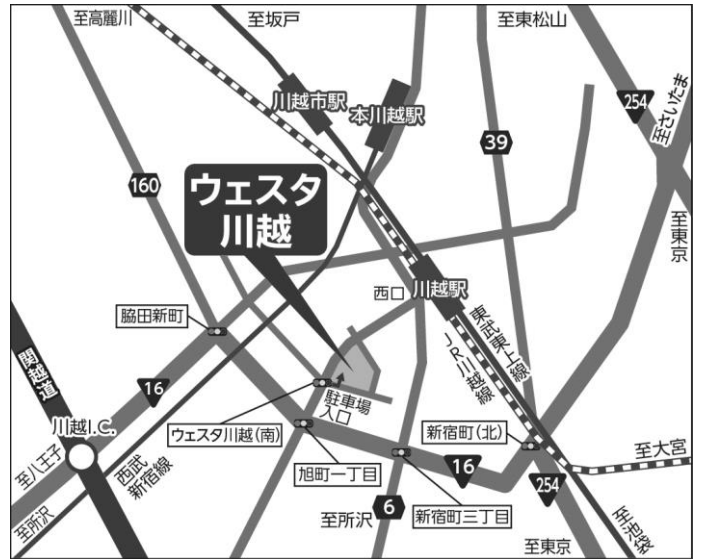 至高麗川
至坂戸
至東松山
川越市駅
本川越駅
254
至さいたま
39
160
ウェスタ
川越
至東京
西口
川越駅
脇田新町
東武東上線
JR川越線
関越道
16
駐車場
入口
川越I.C.
ウェスタ川越(南)
新宿町(北)
至八王子
西武
新宿線
旭町一丁目
16
至大宮
254
至所沢
至所沢
6
新宿町三丁目
至池袋
至東京